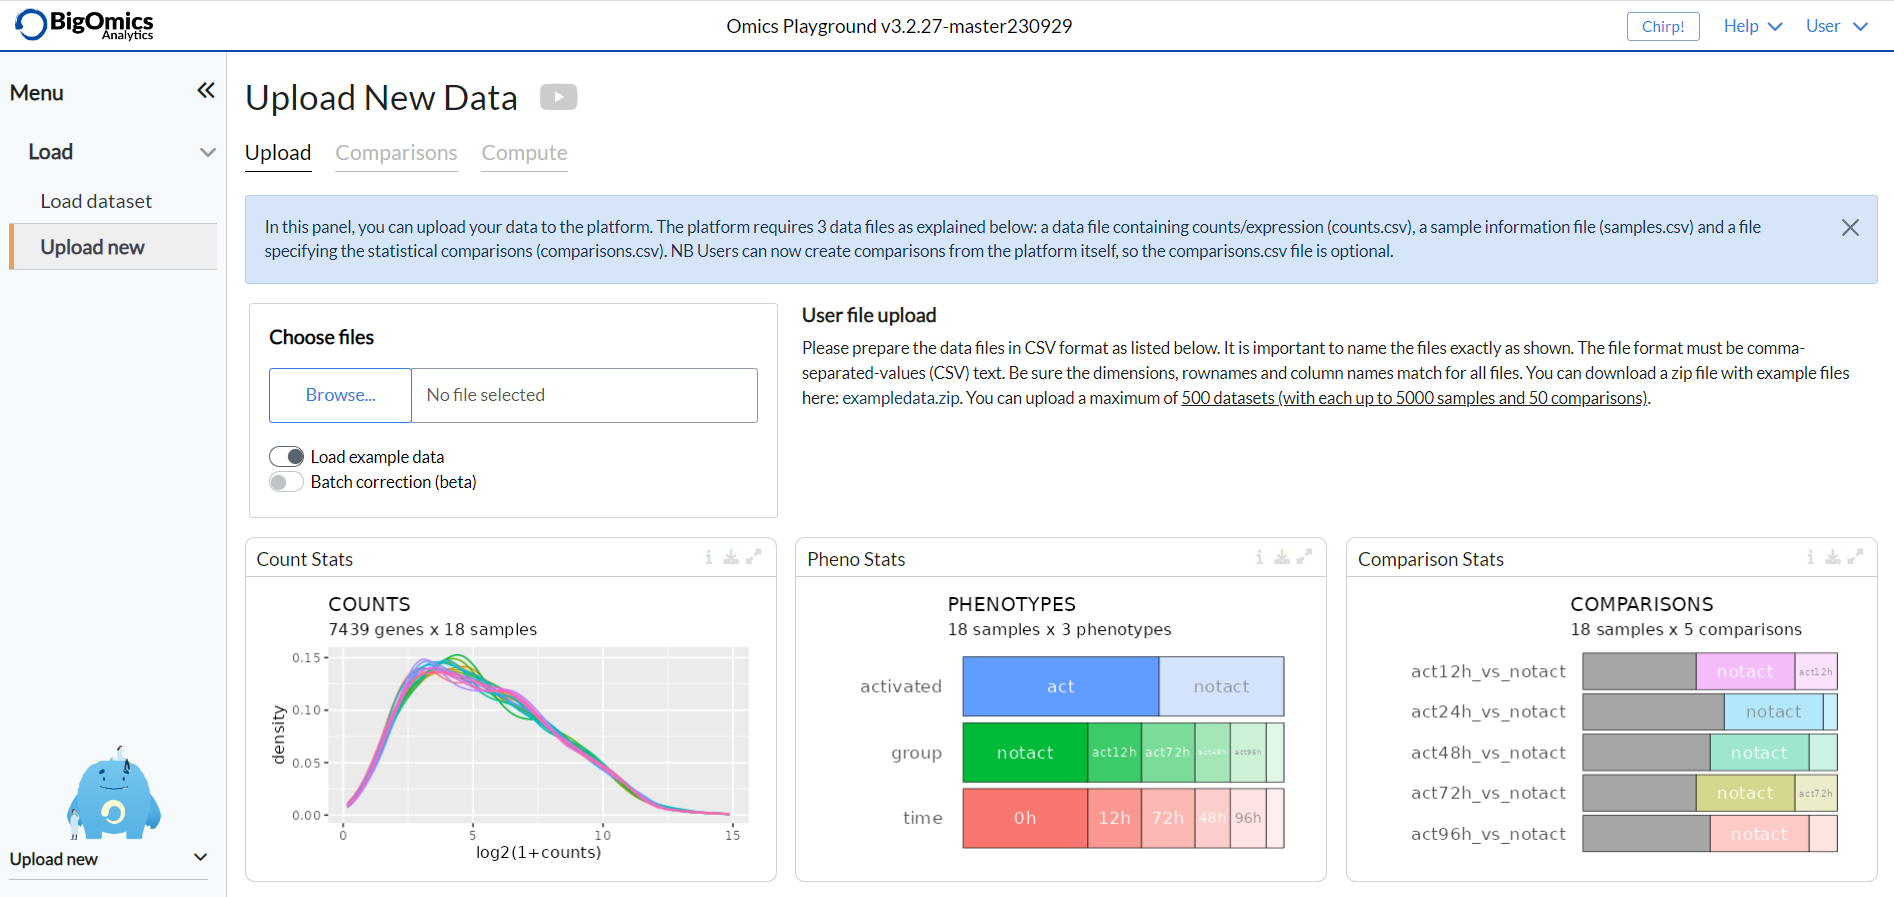 BigOmics
Analytics
Omics Playground v3.2.27-master230929
Chirp!
Help
User
Menu
Load
Load dataset
Upload new
Upload New Data
Upload
Comparisons
Compute
In this panel, you can upload your data to the platform. The platform requires 3 data files as explained below: a data file containing counts/expression (counts.csv), a sample information file (samples.csv) and a file
specifying the statistical comparisons (comparisons.csv). NB Users can now create comparisons from the platform itself, so the comparisons.csv file is optional.
Choose files
Browse...
No file selected
Load example data
Batch correction (beta)
User file upload
Please prepare the data files in CSV format as listed below. It is important to name the files exactly as shown. The file format must be comma-
separated-values (CSV) text. Be sure the dimensions, rownames and column names match for all files. You can download a zip file with example files
here: exampledata.zip. You can upload a maximum of 500 datasets (with each up to 5000 samples and 50 comparisons).
Count Stats
COUNTS
7439 genes x 18 samples
density
0.15
0.10
0.05
0.00
0 5 10 15
log2(1+counts)
Pheno Stats
PHENOTYPES
18 samples x 3 phenotypes
activated act notact
group notact act12h act72h act48h act96h
time 0h 12h 72h 48h 96h
Comparison Stats
COMPARISONS
18 samples x 5 comparisons
act12h_vs_notact notact act12h
act24h_vs_notact notact
act48h_vs_notact notact
act72h_vs_notact notact act72h
act96h_vs_notact notact
Upload new